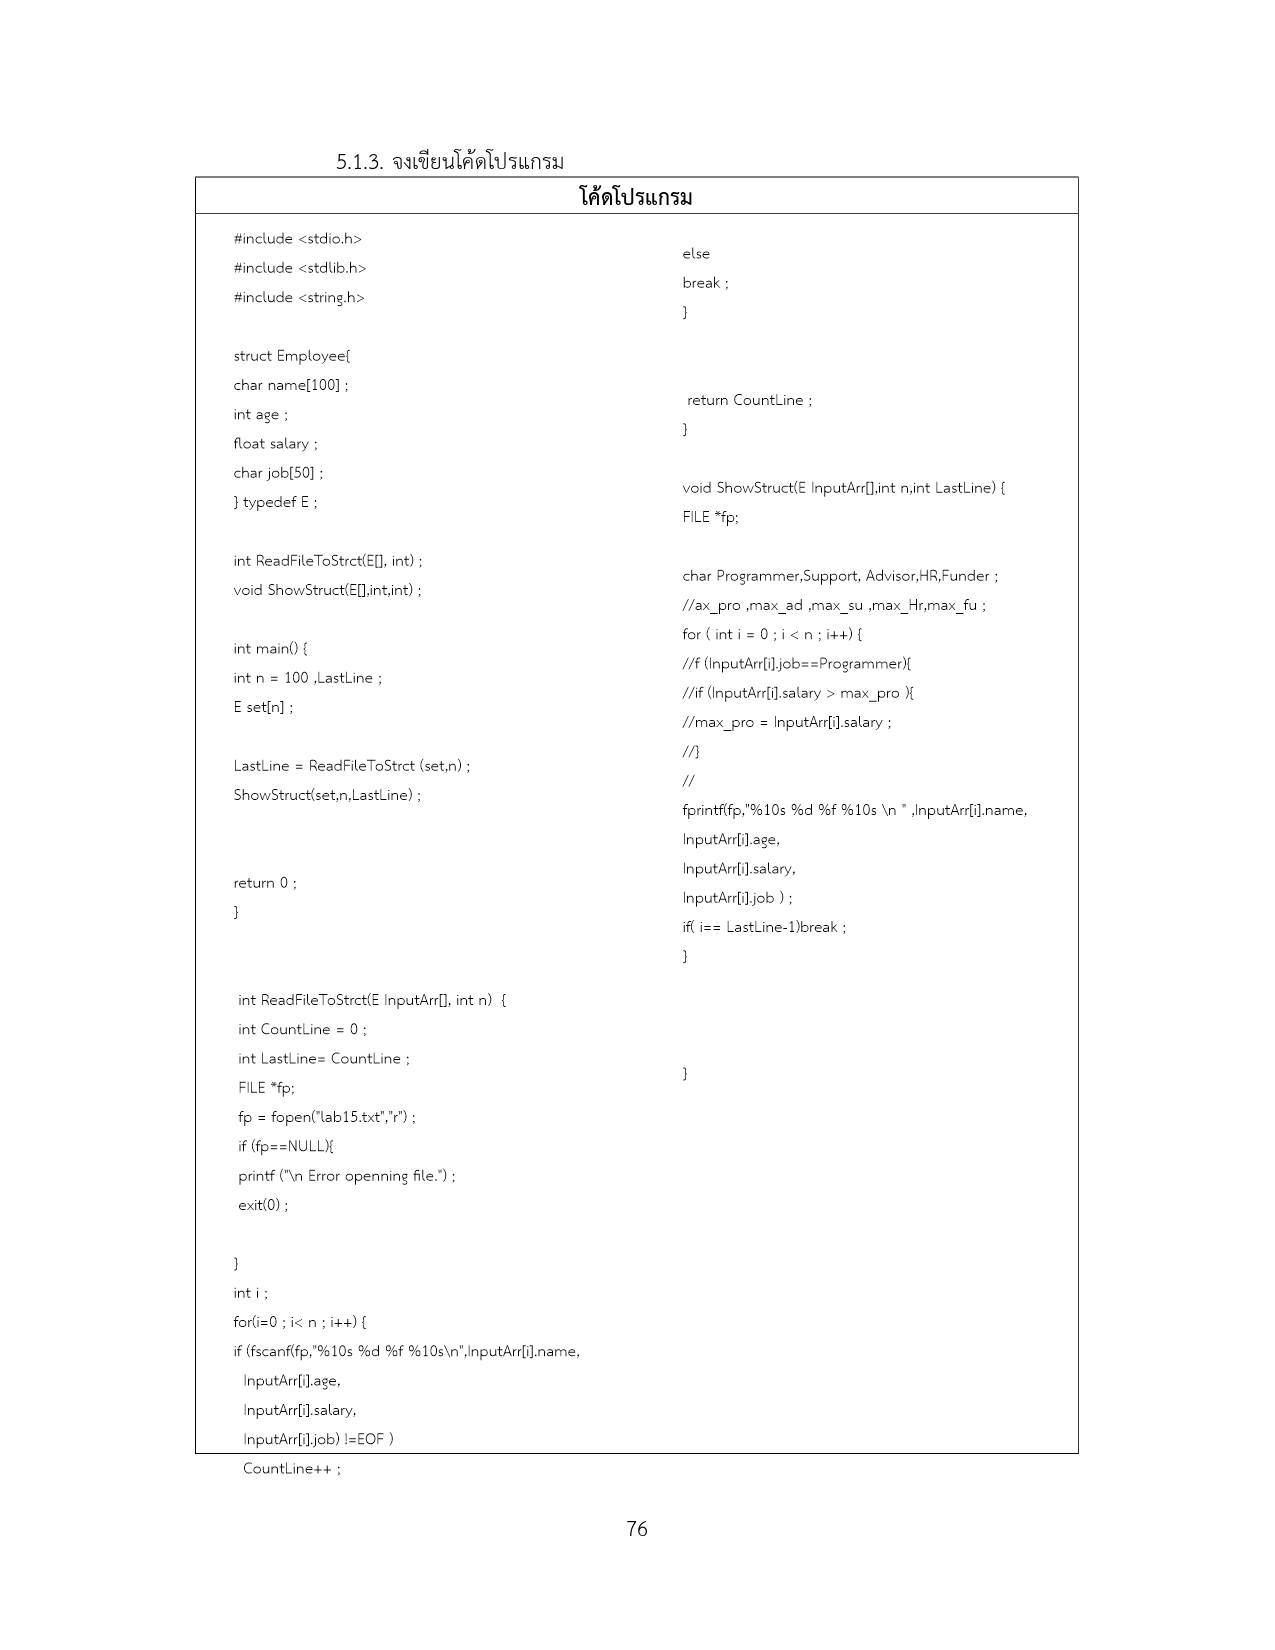 5.1.3. จงเขียนโค้ดโปรแกรม
โค้ดโปรแกรม
#include <stdio.h>
#include <stdlib.h>
#include <string.h>
struct Employee{
char name[100] ;
int age ;
float salary ;
char job[50] ;
} typedef E ;
int ReadFileToStrct(E[], int) ;
void ShowStruct(E[],int,int) ;
int main() {
int n = 100 ,LastLine ;
E set[n] ;
LastLine = ReadFileToStrct (set,n) ;
ShowStruct(set,n,LastLine) ;
return 0 ;
}
int ReadFileToStrct(E InputArr[], int n)  {
int CountLine = 0 ;
int LastLine= CountLine ;
FILE *fp;
fp = fopen("lab15.txt","r") ;
if (fp==NULL){
printf ("\n Error openning file.") ;
exit(0) ;
}
int i ;
for(i=0 ; i< n ; i++) {
if (fscanf(fp,"%10s %d %f %10s\n",InputArr[i].name,
InputArr[i].age,
InputArr[i].salary,
InputArr[i].job) !=EOF )
CountLine++ ;
else
break ;
}
return CountLine ;
}
void ShowStruct(E InputArr[],int n,int LastLine) {
FILE *fp;
char Programmer,Support, Advisor,HR,Funder ;
//ax_pro ,max_ad ,max_su ,max_Hr,max_fu ;
for ( int i = 0 ; i < n ; i++) {
//f (InputArr[i].job==Programmer){
//if (InputArr[i].salary > max_pro ){
//max_pro = InputArr[i].salary ;
//}
//
fprintf(fp,"%10s %d %f %10s \n " ,InputArr[i].name,
InputArr[i].age,
InputArr[i].salary,
InputArr[i].job ) ;
if( i== LastLine-1)break ;
}
}
76